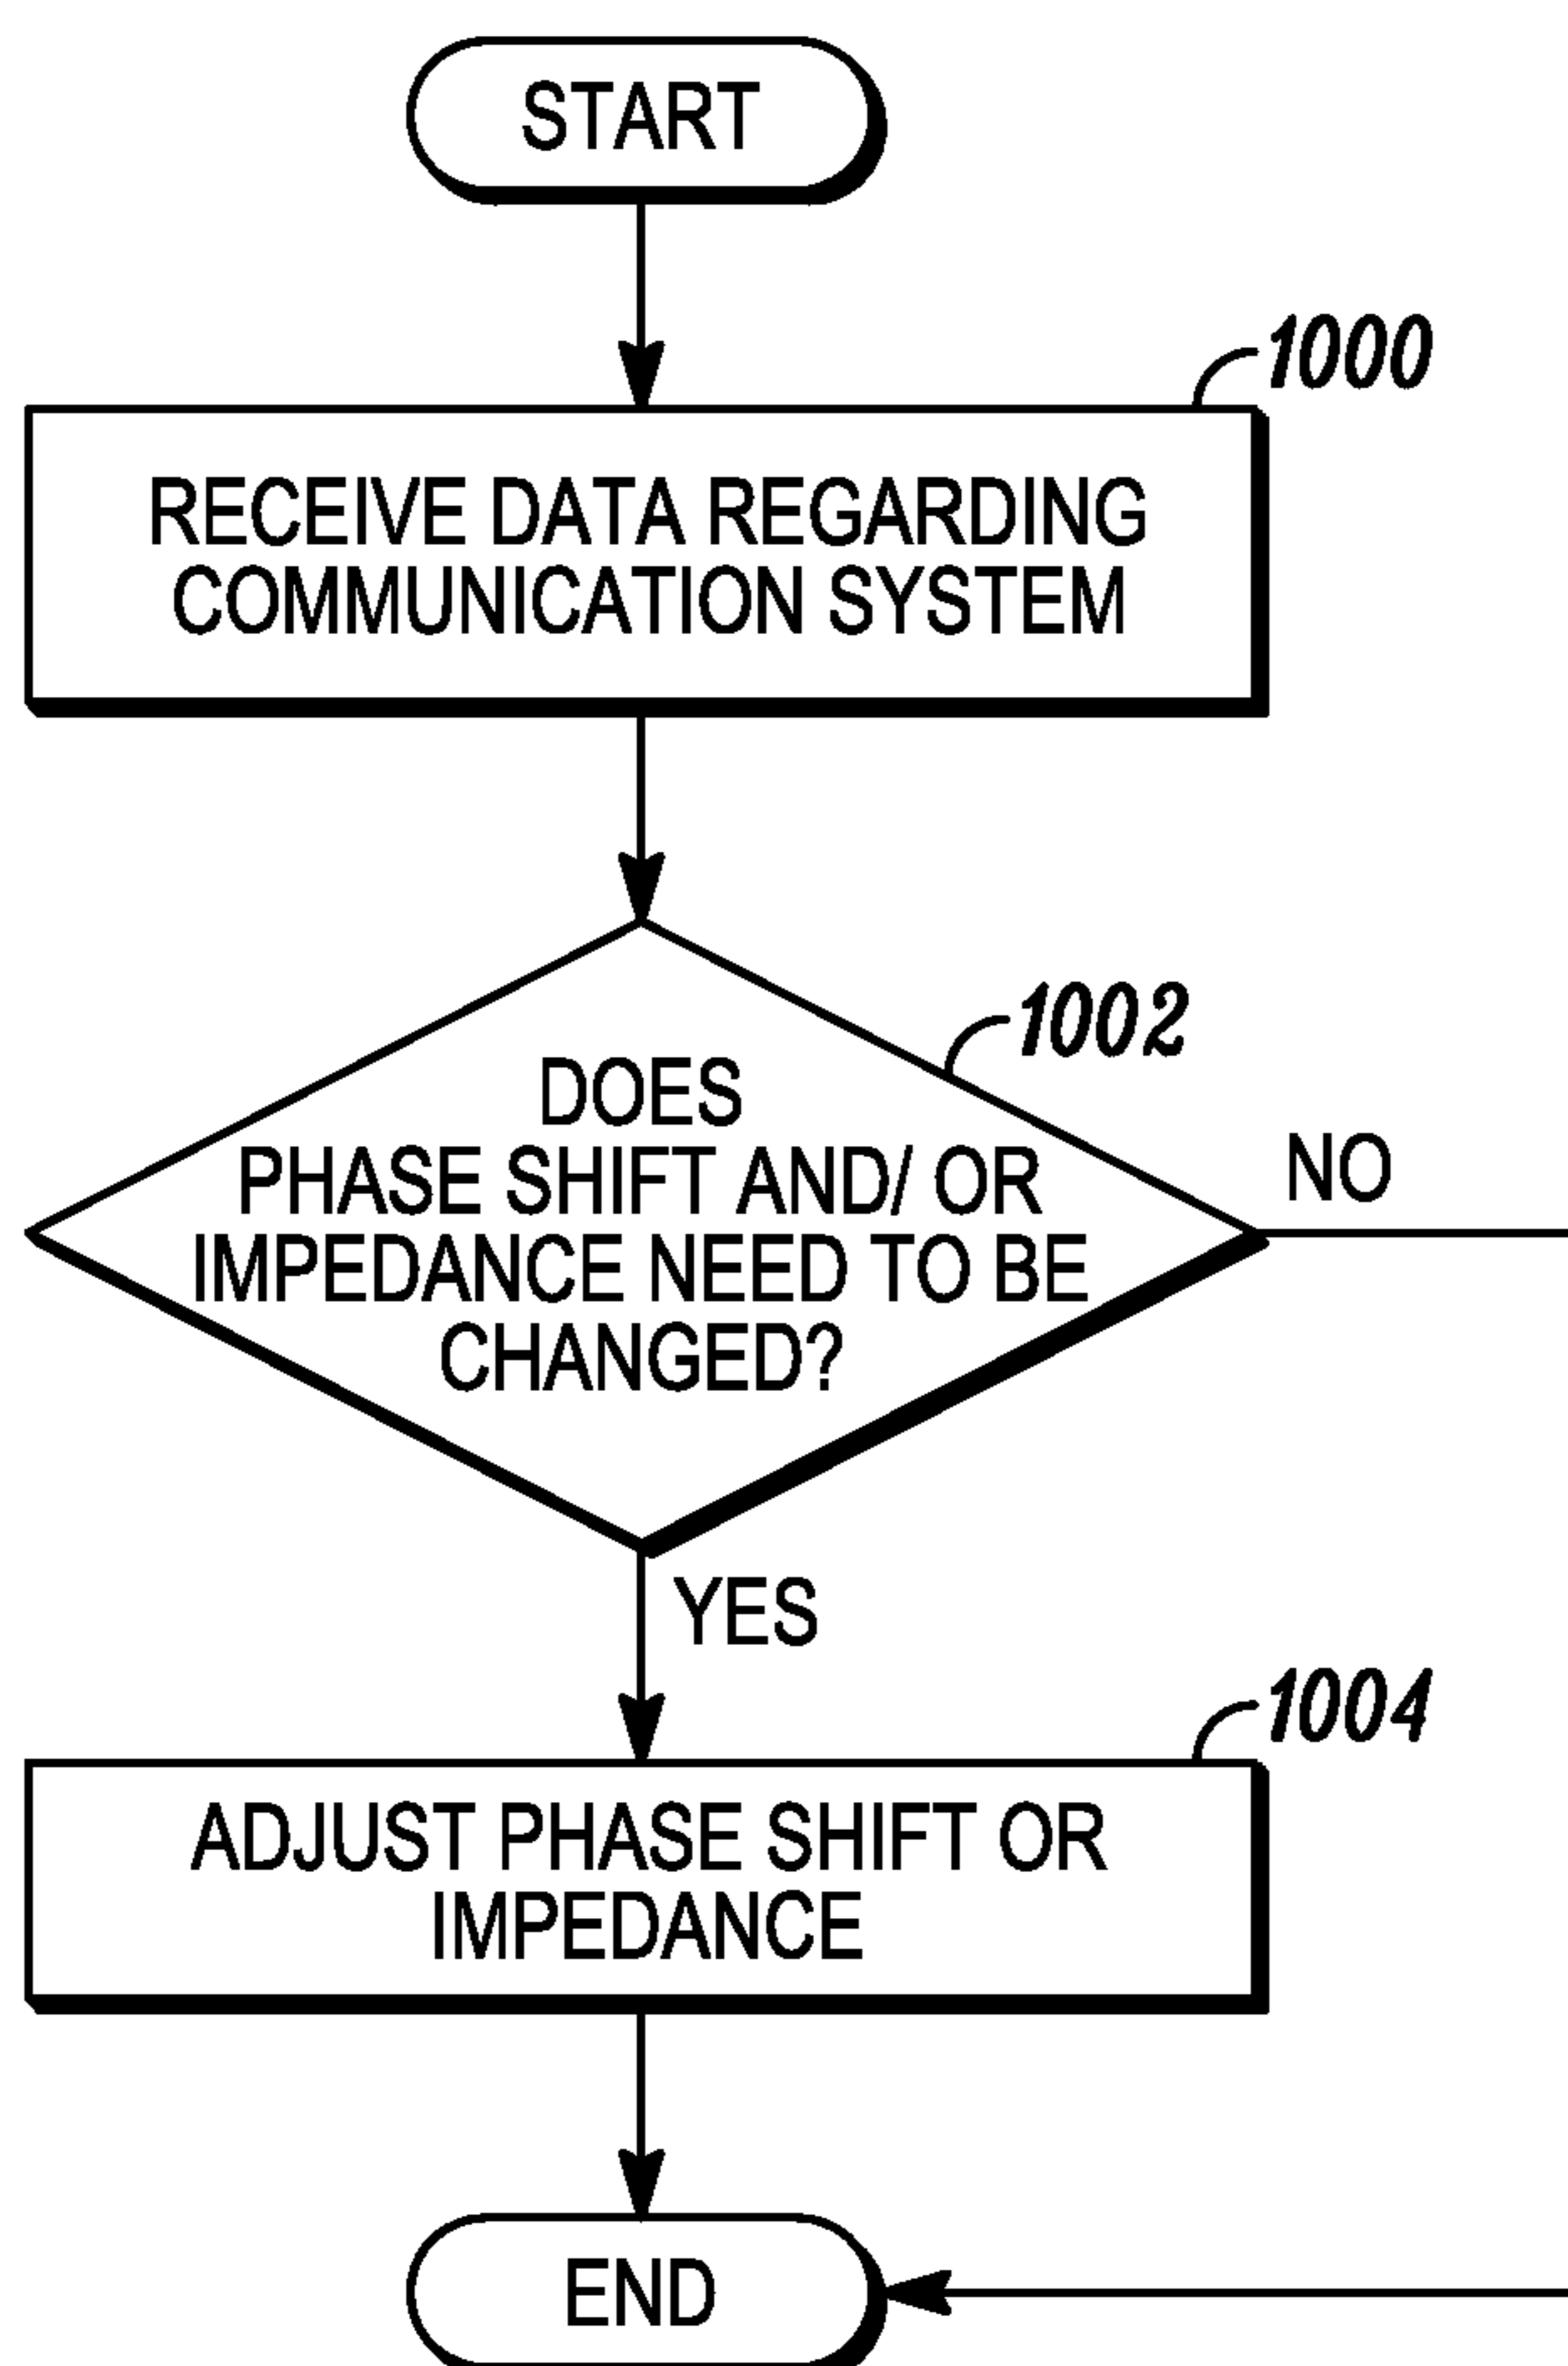 START
1000
RECEIVE DATA REGARDING
COMMUNICATION SYSTEM
1002
DOES
PHASE SHIFT AND/ OR
IMPEDANCE NEED TO BE
CHANGED?
NO
YES
1004
ADJUST PHASE SHIFT OR
IMPEDANCE
END